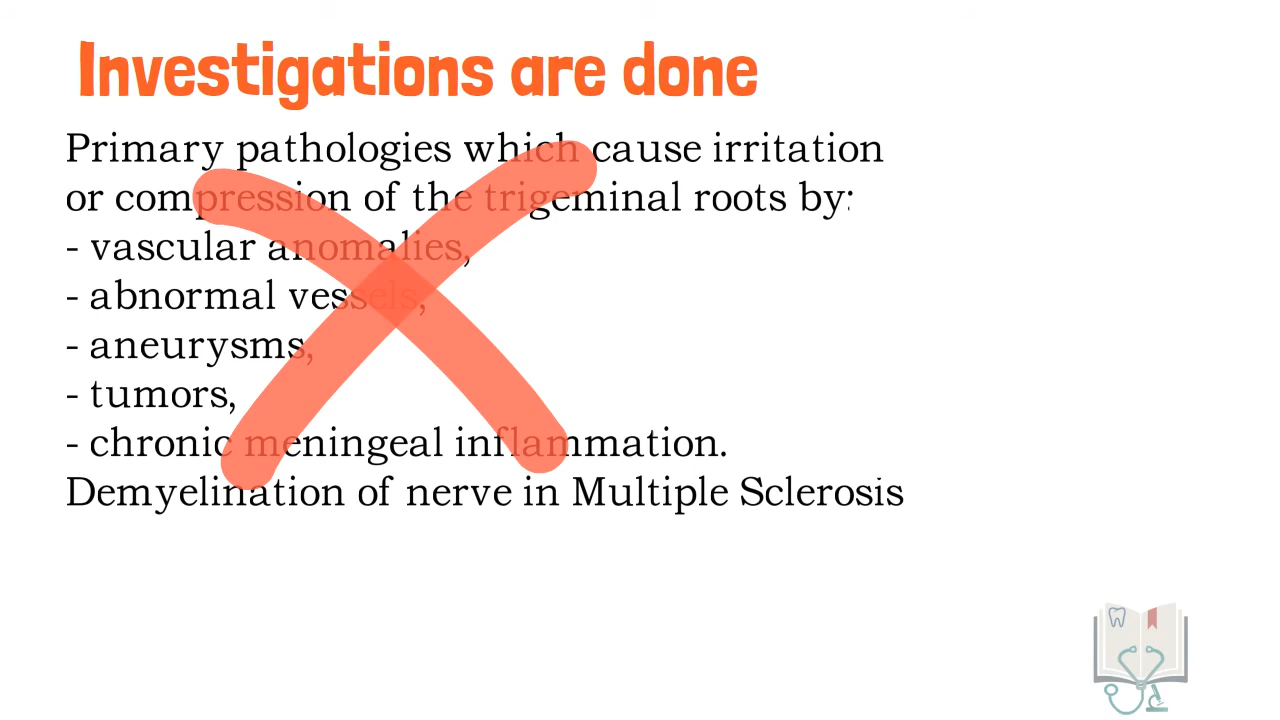 Investigations are done
Primary pathologies which cause irritation
or compression of the trigeminal roots by:
- vascular anomalies,
- abnormal vessels,
- aneurysms,
- tumors,
- chronic meningeal inflammation.
Demyelination of nerve in Multiple Sclerosis